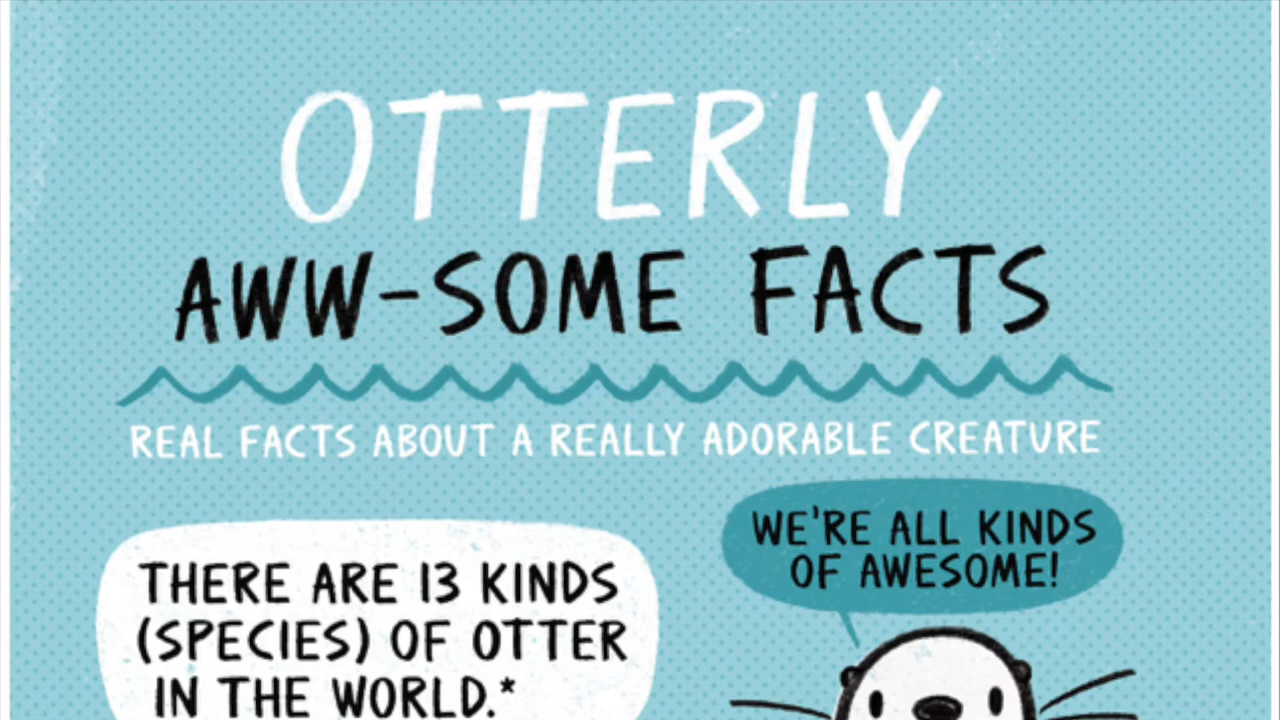 OTTERLY
AWW-SOME FACTS
REAL FACTS ABOUT A REALLY ADORABLE CREATURE
WE'RE ALL KINDS
OF AWESOME!
THERE ARE 13 KINDS
(SPECIES) OF OTTER
IN THE WORLD.*